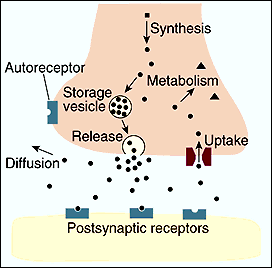 Synthesis
Metabolism
Autoreceptor
Storage
vesicle
Release
Uptake
Diffusion
Postsynaptic receptors